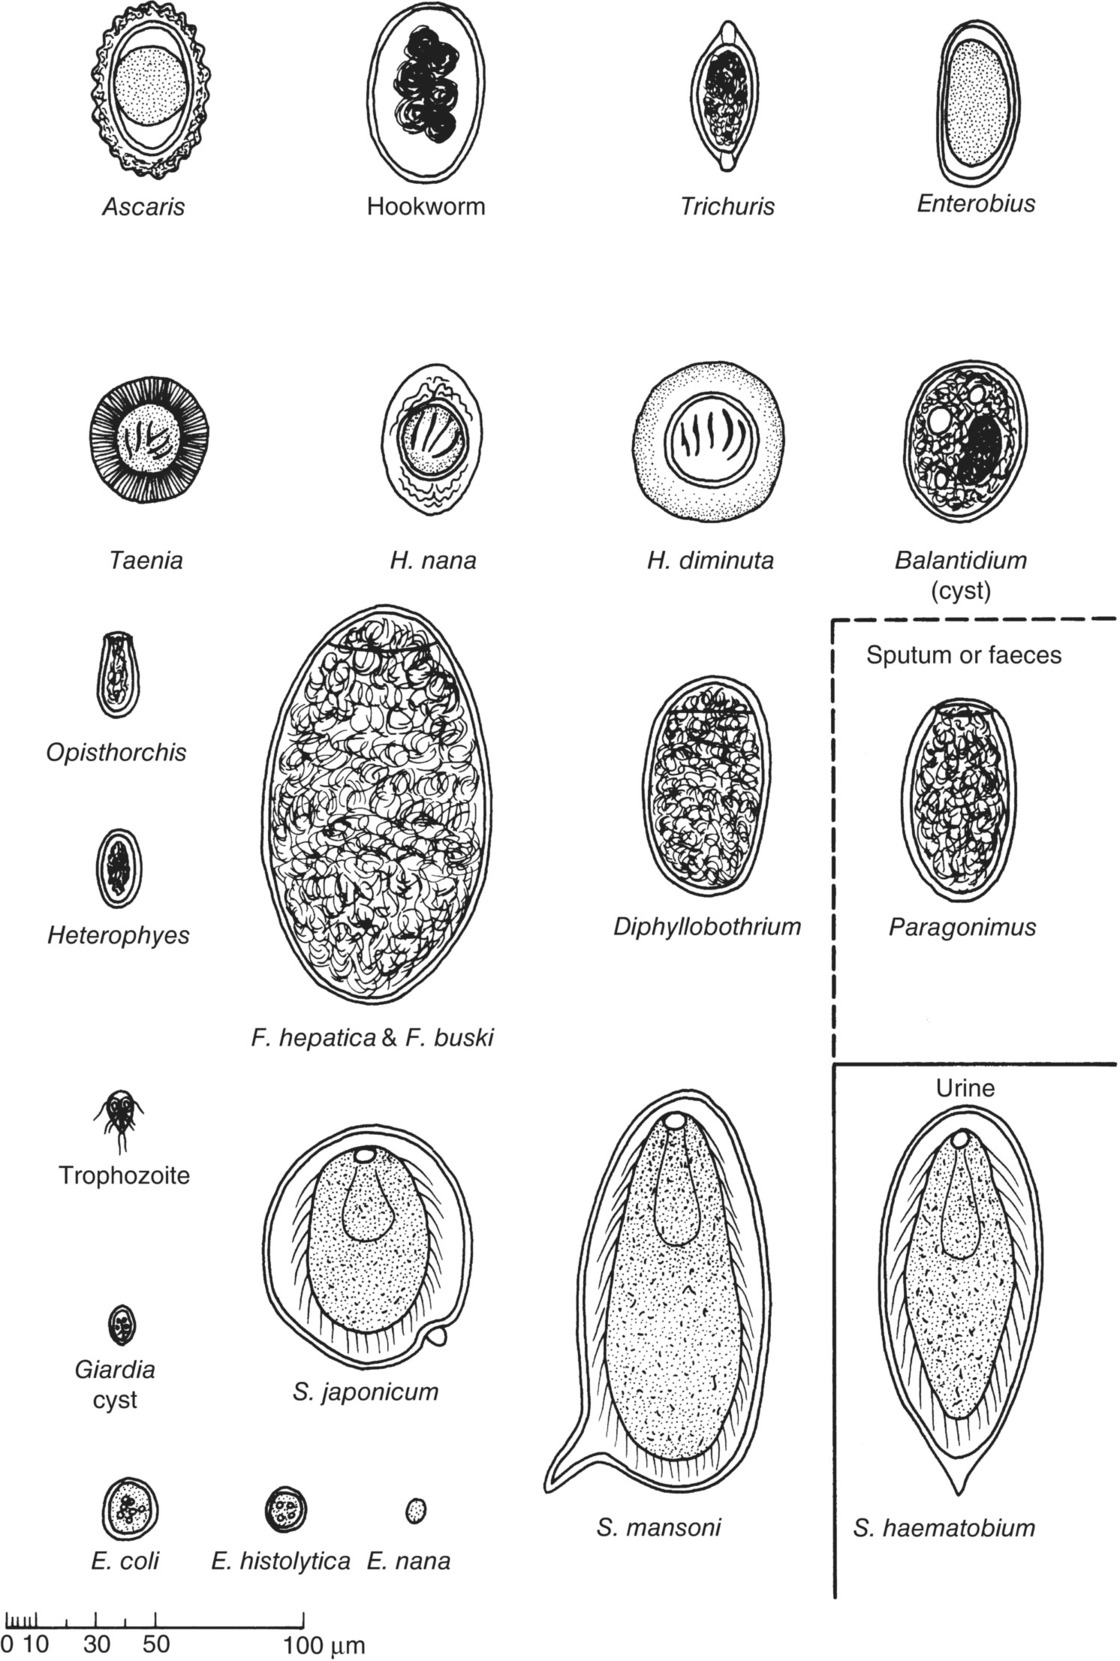 Ascaris
Hookworm
Trichuris
Enterobius
Taenia
H. nana
H. diminuta
Balantidium
(cyst)
Sputum or faeces
Opisthorchis
Heterophyes
Diphyllobothrium
Paragonimus
F. hepatica & F. buski
Urine
Trophozoite
Giardia
cyst
S. japonicum
S. mansoni
S. haematobium
E. coli
E. histolytica
E. nana
0 10 30 50 100 μm